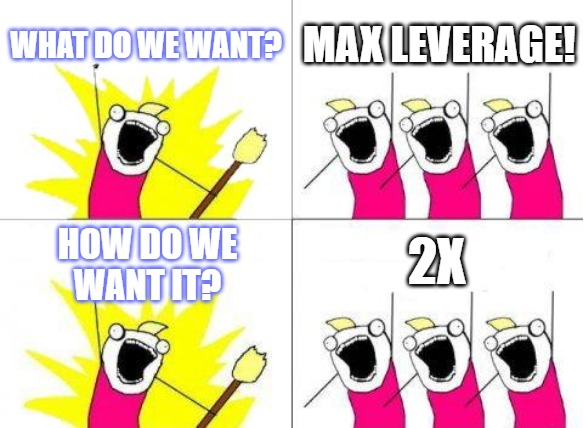 WHAT DO WE WANT?
MAX LEVERAGE!
HOW DO WE
WANT IT?
2X